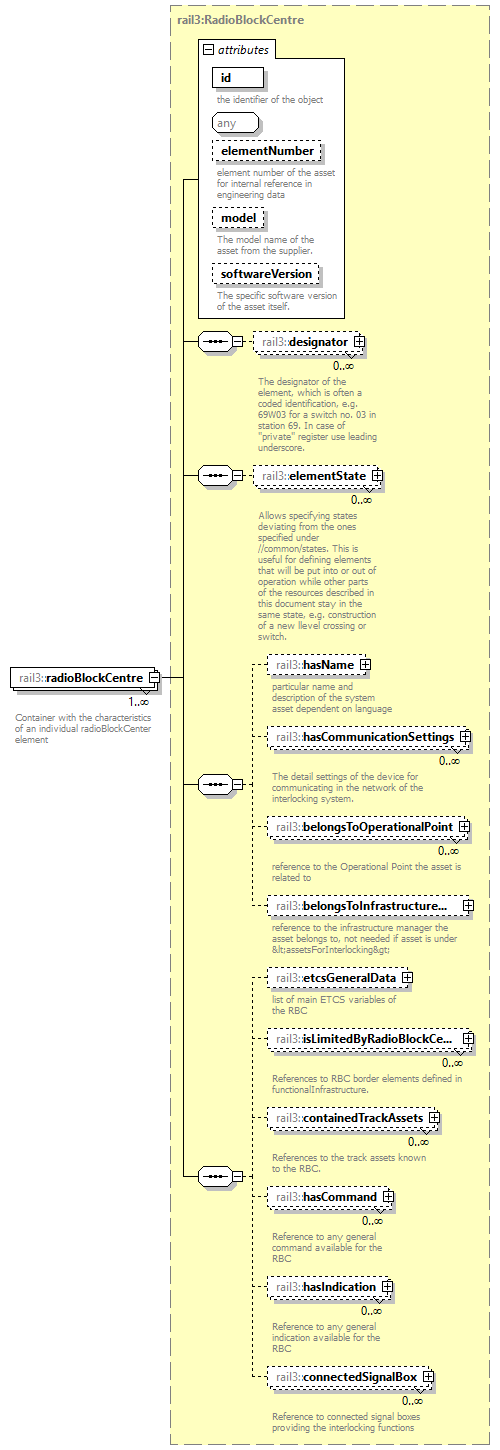 rail3:RadioBlockCentre
attributes
id
the identifier of the object
any
elementNumber
element number of the asset
for internal reference in
engineering data
model
The model name of the
asset from the supplier.
softwareVersion
The specific software version
of the asset itself.
rail3::designator
0..∞
The designator of the
element, which is often a
coded identification, e.g.
69W03 for a switch no. 03 in
station 69. In case of
"private" register use leading
underscore.
rail3::elementState
0..∞
Allows specifying states
deviating from the ones
specified under
//common/states. This is
useful for defining elements
that will be put into or out of
operation while other parts
of the resources described in
this document stay in the
same state, e.g. construction
of a new llevel crossing or
switch.
rail3::radioBlockCentre
1..∞
Container with the characteristics
of an individual radioBlockCenter
element
rail3::hasName
particular name and
description of the system
asset dependent on language
rail3::hasCommunicationSettings
0..∞
The detail settings of the device for
communicating in the network of the
interlocking system.
rail3::belongsToOperationalPoint
0..∞
reference to the Operational Point the asset is
related to
rail3::belongsToInfrastructure...
reference to the infrastructure manager the
asset belongs to, not needed if asset is under
&lt;assetsForInterlocking&gt;
rail3::etcsGeneralData
list of main ETCS variables of
the RBC
rail3::isLimitedByRadioBlockCe...
0..∞
References to RBC border elements defined in
functionalInfrastructure.
rail3::containedTrackAssets
0..∞
References to the track assets known
to the RBC.
rail3::hasCommand
0..∞
Reference to any general
command available for the
RBC
rail3::hasIndication
0..∞
Reference to any general
indication available for the
RBC
rail3::connectedSignalBox
0..∞
Reference to connected signal boxes
providing the interlocking functions